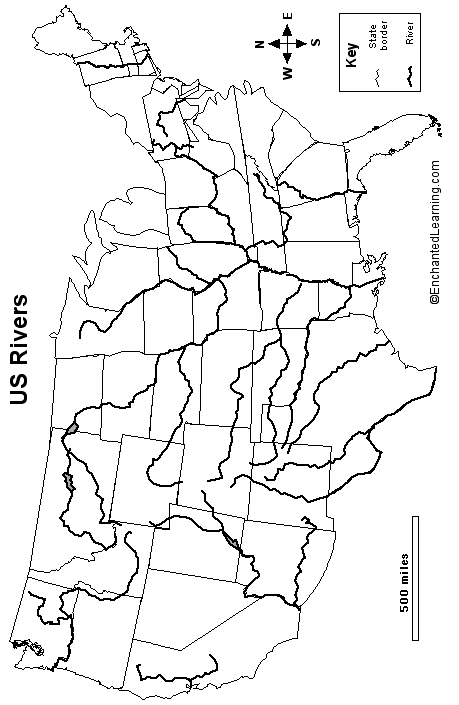 US Rivers
N
W E
S
Key
State
border
River
©EnchantedLearning.com
500 miles